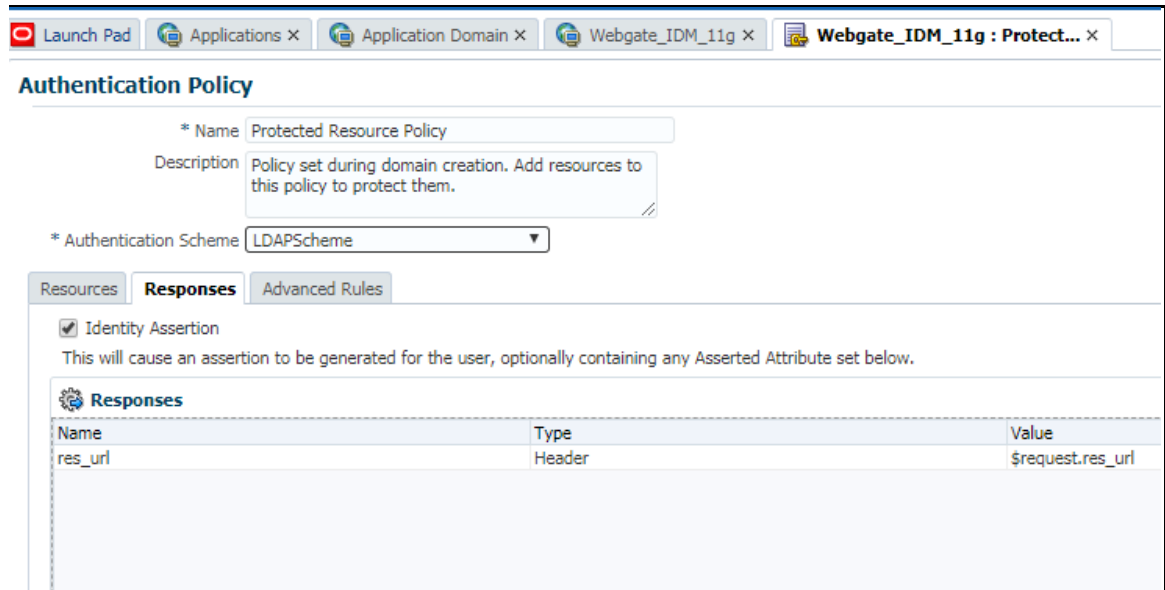 Launch Pad Applications × Application Domain × Webgate_IDM_11g × Webgate_IDM_11g : Protect... ×
Authentication Policy
* Name Protected Resource Policy
Description Policy set during domain creation. Add resources to
this policy to protect them.
* Authentication Scheme LDAPScheme
Resources Responses Advanced Rules
Identity Assertion
This will cause an assertion to be generated for the user, optionally containing any Asserted Attribute set below.
Responses
Name Type Value
res_url Header $request.res_url